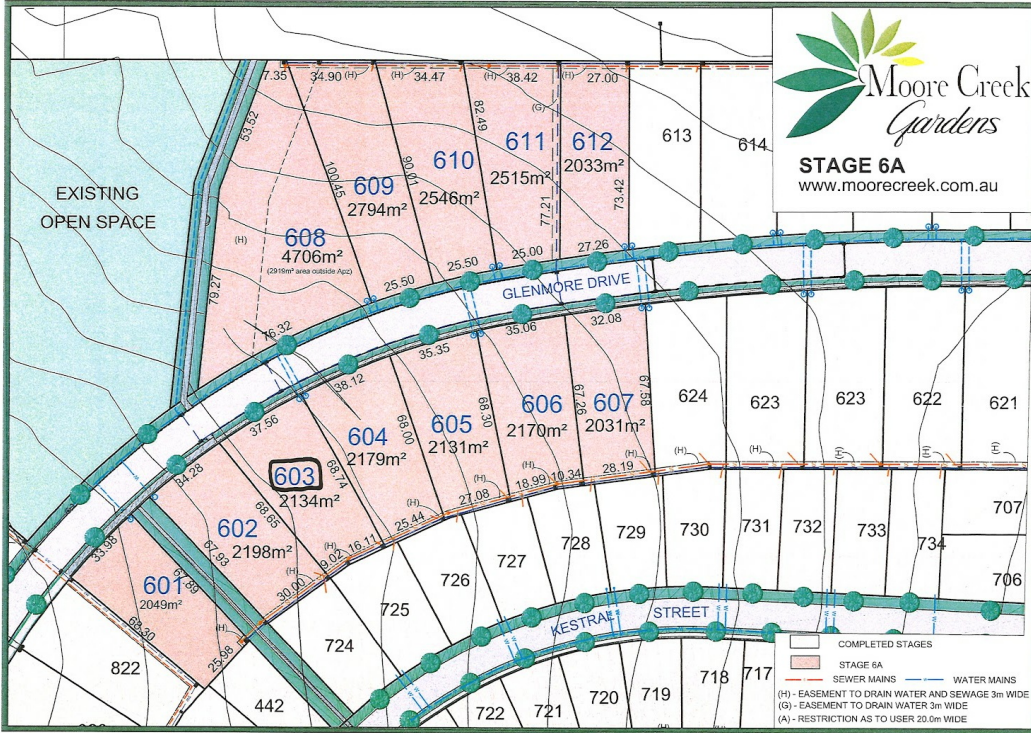 Moore Creek
Gardens
STAGE 6A
www.moorecreek.com.au
EXISTING
OPEN SPACE
7.35
34.90
(H)
(H)
34.47
(H)
38.42
(H)
27.00
53.52
100.45
90.01
82.49
(G)
77.21
73.42
79.27
(H)
608
4706m²
(2919m² area outside Apz)
609
2794m²
610
2546m²
611
2515m²
612
2033m²
613
614
76.32
25.50
25.50
25.00
27.26
GLENMORE DRIVE
34.28
37.56
38.12
35.35
35.06
32.08
33.98
601
2049m²
602
2198m²
603
2134m²
604
2179m²
605
2131m²
606
2170m²
607
2031m²
624
623
623
622
621
68.30
67.93
68.65
68.74
68.00
68.30
67.26
67.58
25.98
(H)
30.00
(H)
9.02
(H)
16.11
25.44
(H)
27.08
(H)
18.99
(H)
10.34
(H)
28.19
(H)
(H)
(H)
(H)
(H)
(H)
822
442
724
725
726
727
728
729
730
731
732
733
734
707
706
KESTRAL STREET
722
721
720
719
718
717
(H)
COMPLETED STAGES
STAGE 6A
SEWER MAINS
WATER MAINS
(H) - EASEMENT TO DRAIN WATER AND SEWAGE 3m WIDE
(G) - EASEMENT TO DRAIN WATER 3m WIDE
(A) - RESTRICTION AS TO USER 20.0m WIDE